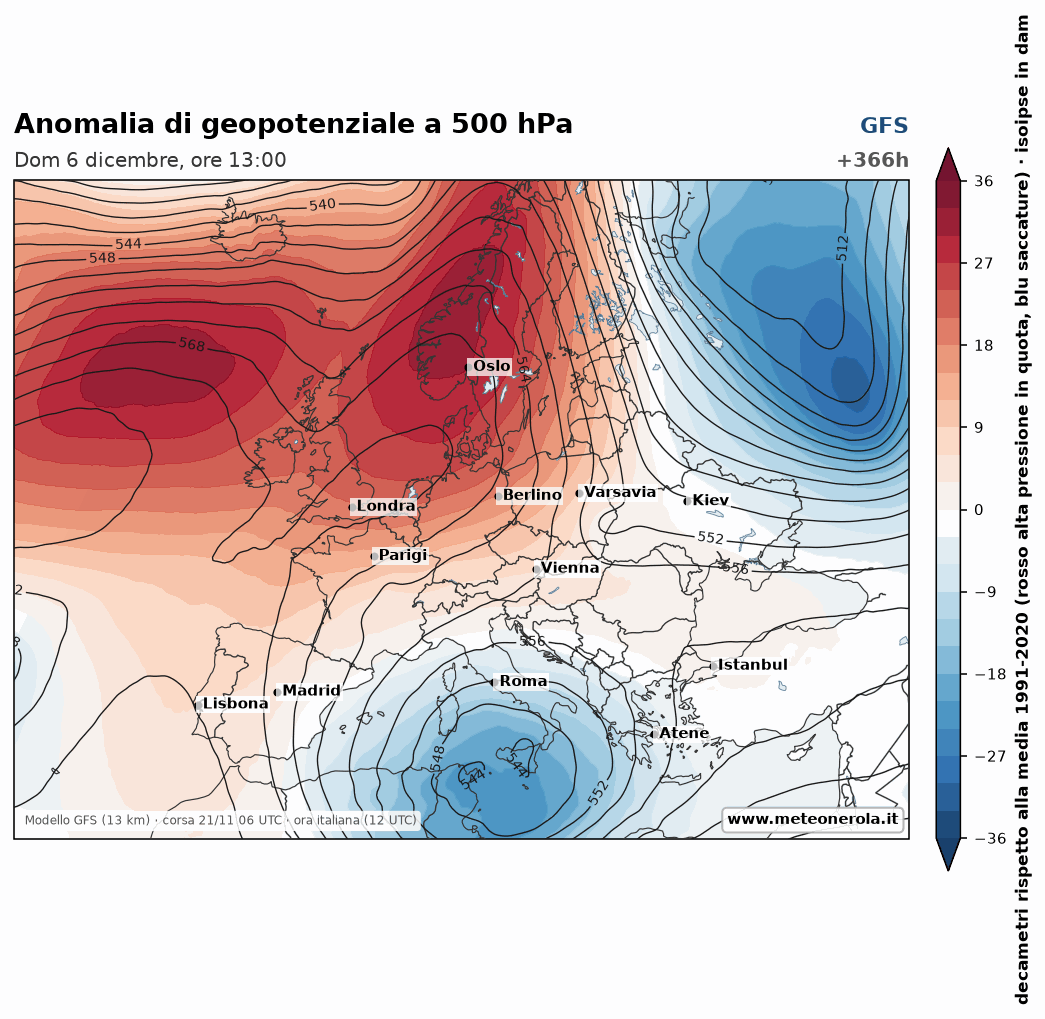 Anomalia di geopotenziale a 500 hPa
GFS
Dom 6 dicembre, ore 13:00
+366h
540
544
548
512
568
Oslo
564
Londra
Berlino
Varsavia
Kiev
Parigi
552
Vienna
556
2
556
8
Istanbul
Roma
Madrid
Lisbona
Atene
548
544
544
552
Modello GFS (13 km) · corsa 21/11 06 UTC · ora italiana (12 UTC)
www.meteonerola.it
36
27
18
9
0
−9
−18
−27
−36
decametri rispetto alla media 1991-2020 (rosso alta pressione in quota, blu saccature) · isoipse in dam